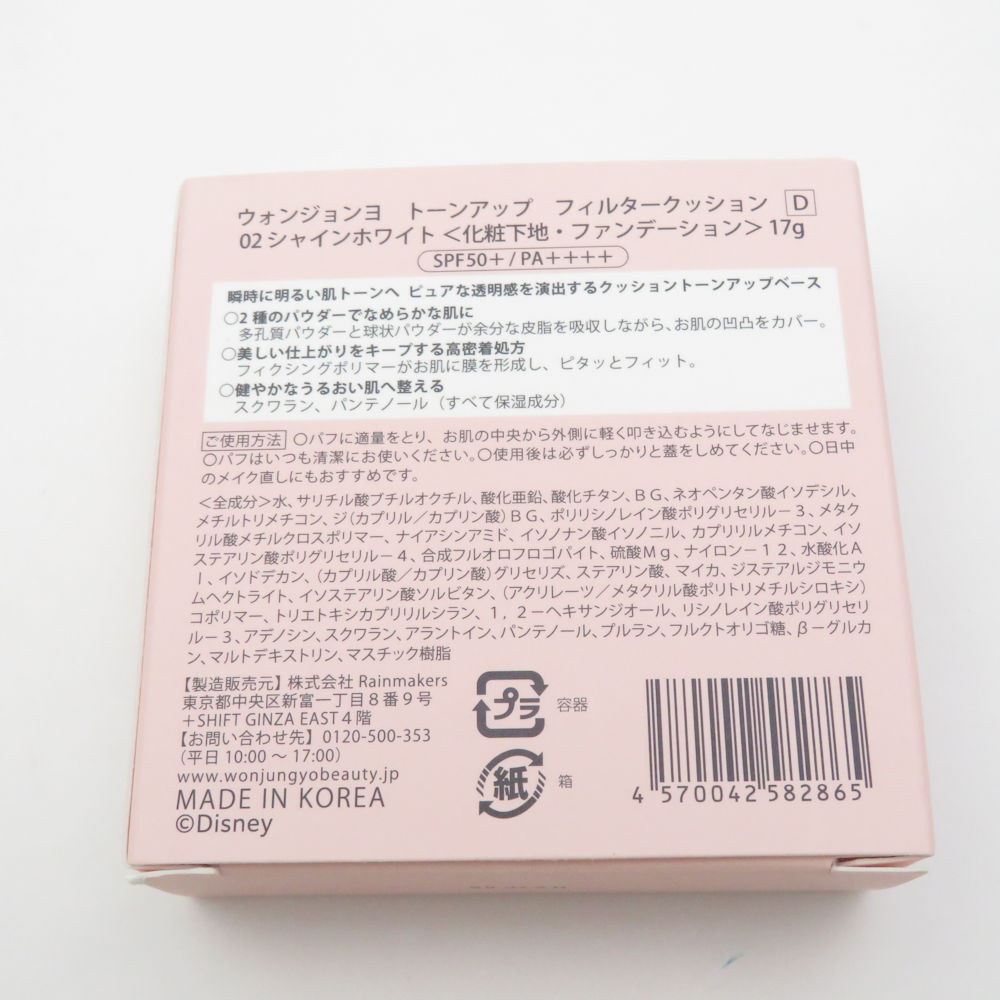 ウォンジョンヨ トーンアップ フィルタークッション D
02 シャインホワイト＜化粧下地・ファンデーション＞17g
SPF50＋/PA＋＋＋＋
瞬時に明るい肌トーンへ ピュアな透明感を演出するクッショントーンアップベース
○2種のパウダーでなめらかな肌に
多孔質パウダーと球状パウダーが余分な皮脂を吸収しながら、お肌の凹凸をカバー。
○美しい仕上がりをキープする高密着処方
フィクシングポリマーがお肌に膜を形成し、ピタッとフィット。
○健やかなうるおい肌へ整える
スクワラン、パンテノール（すべて保湿成分）
ご使用方法 ○パフに適量をとり、お肌の中央から外側に軽く叩き込むようにしてなじませます。
○パフはいつも清潔にお使いください。○使用後は必ずしっかりと蓋をしめてください。○日中
のメイク直しにもおすすめです。
＜全成分＞水、サリチル酸ブチルオクチル、酸化亜鉛、酸化チタン、ＢＧ、ネオペンタン酸イソデシル、
メチルトリメチコン、ジ（カプリル／カプリン酸）ＢＧ、ポリリシノレイン酸ポリグリセリル－３、メタク
リル酸メチルクロスポリマー、ナイアシンアミド、イソノナン酸イソノニル、カプリリルメチコン、イソ
ステアリン酸ポリグリセリル－４、合成フルオロフロゴパイト、硫酸Ｍｇ、ナイロン－１２、水酸化Ａ
ｌ、イソドデカン、（カプリル酸／カプリン酸）グリセリズ、ステアリン酸、マイカ、ジステアルジモニウ
ムヘクトライト、イソステアリン酸ソルビタン、（アクリレーツ／メタクリル酸ポリトリメチルシロキシ）
コポリマー、トリエトキシカプリリルシラン、１，２－ヘキサンジオール、リシノレイン酸ポリグリセリ
ル－３、アデノシン、スクワラン、アラントイン、パンテノール、プルラン、フルクトオリゴ糖、β－グルカ
ン、マルトデキストリン、マスチック樹脂
【製造販売元】株式会社 Rainmakers
東京都中央区新富一丁目８番９号
＋SHIFT GINZA EAST４階
【お問い合わせ先】0120-500-353
（平日 10:00 ～ 17:00）
www.wonjungyobeauty.jp
MADE IN KOREA
©Disney
プラ 容器
紙 箱
4 570042 582865